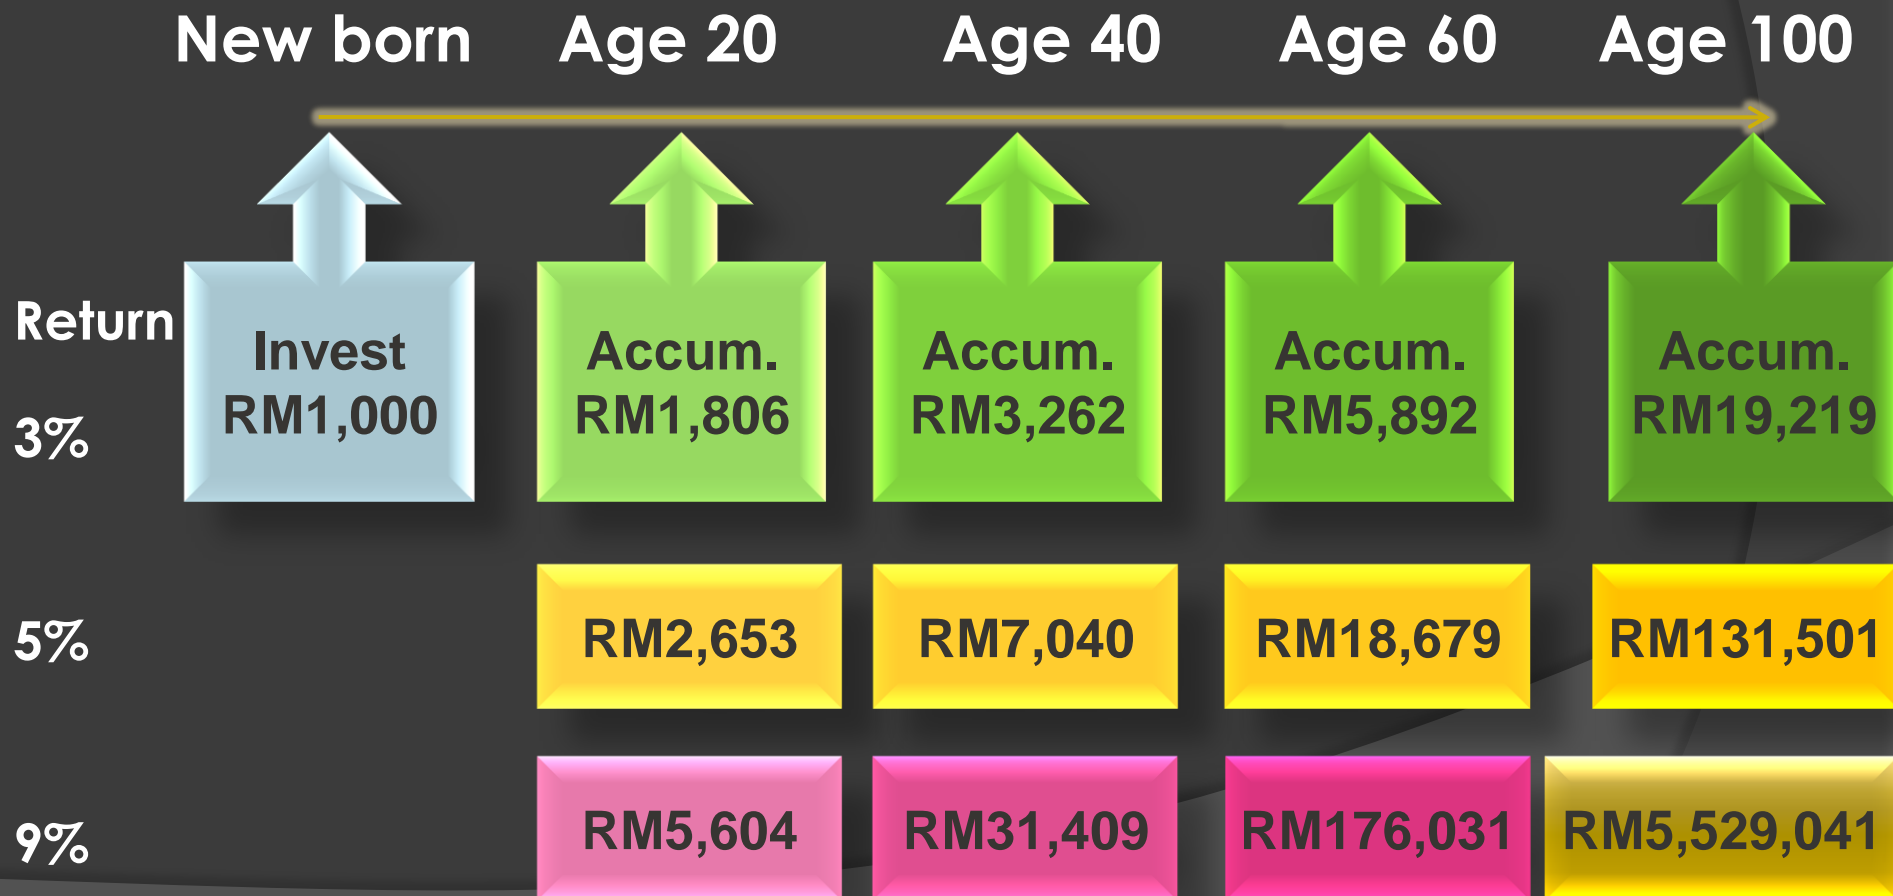 New born Age 20 Age 40 Age 60 Age 100
Return
Invest Accum. Accum. Accum. Accum.
3% RM1,000 RM1,806 RM3,262 RM5,892 RM19,219
5% RM2,653 RM7,040 RM18,679 RM131,501
9% RM5,604 RM31,409 RM176,031 RM5,529,041